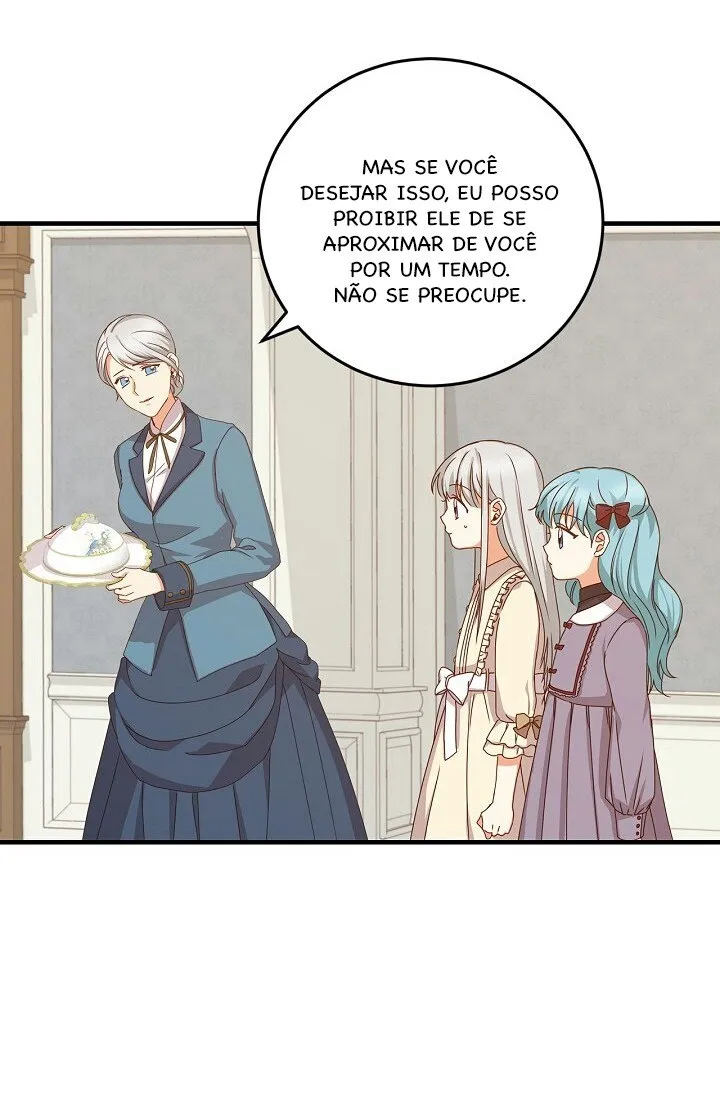 MAS SE VOCÊ
DESEJAR ISSO, EU POSSO
PROIBIR ELE DE SE
APROXIMAR DE VOCÊ
POR UM TEMPO.
NÃO SE PREOCUPE.